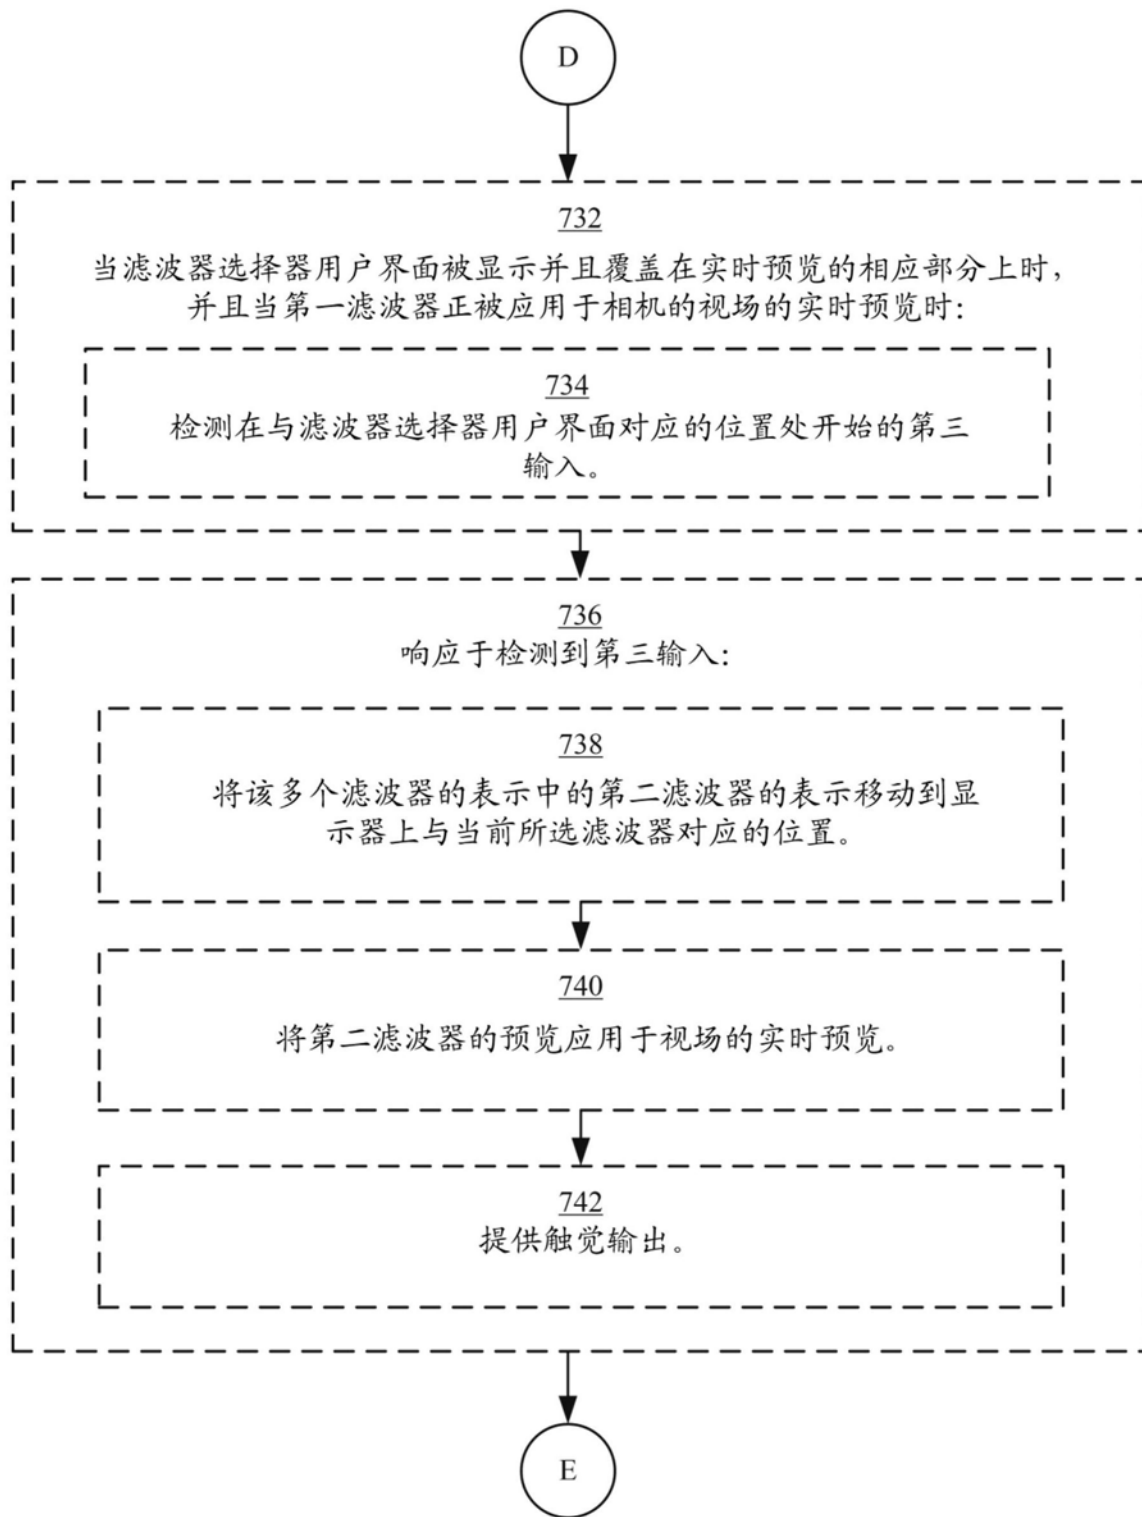 D
732
当滤波器选择器用户界面被显示并且覆盖在实时预览的相应部分上时，
并且当第一滤波器正被应用于相机的视场的实时预览时：
734
检测在与滤波器选择器用户界面对应的位置处开始的第三
输入。
736
响应于检测到第三输入：
738
将该多个滤波器的表示中的第二滤波器的表示移动到显
示器上与当前所选滤波器对应的位置。
740
将第二滤波器的预览应用于视场的实时预览。
742
提供触觉输出。
E